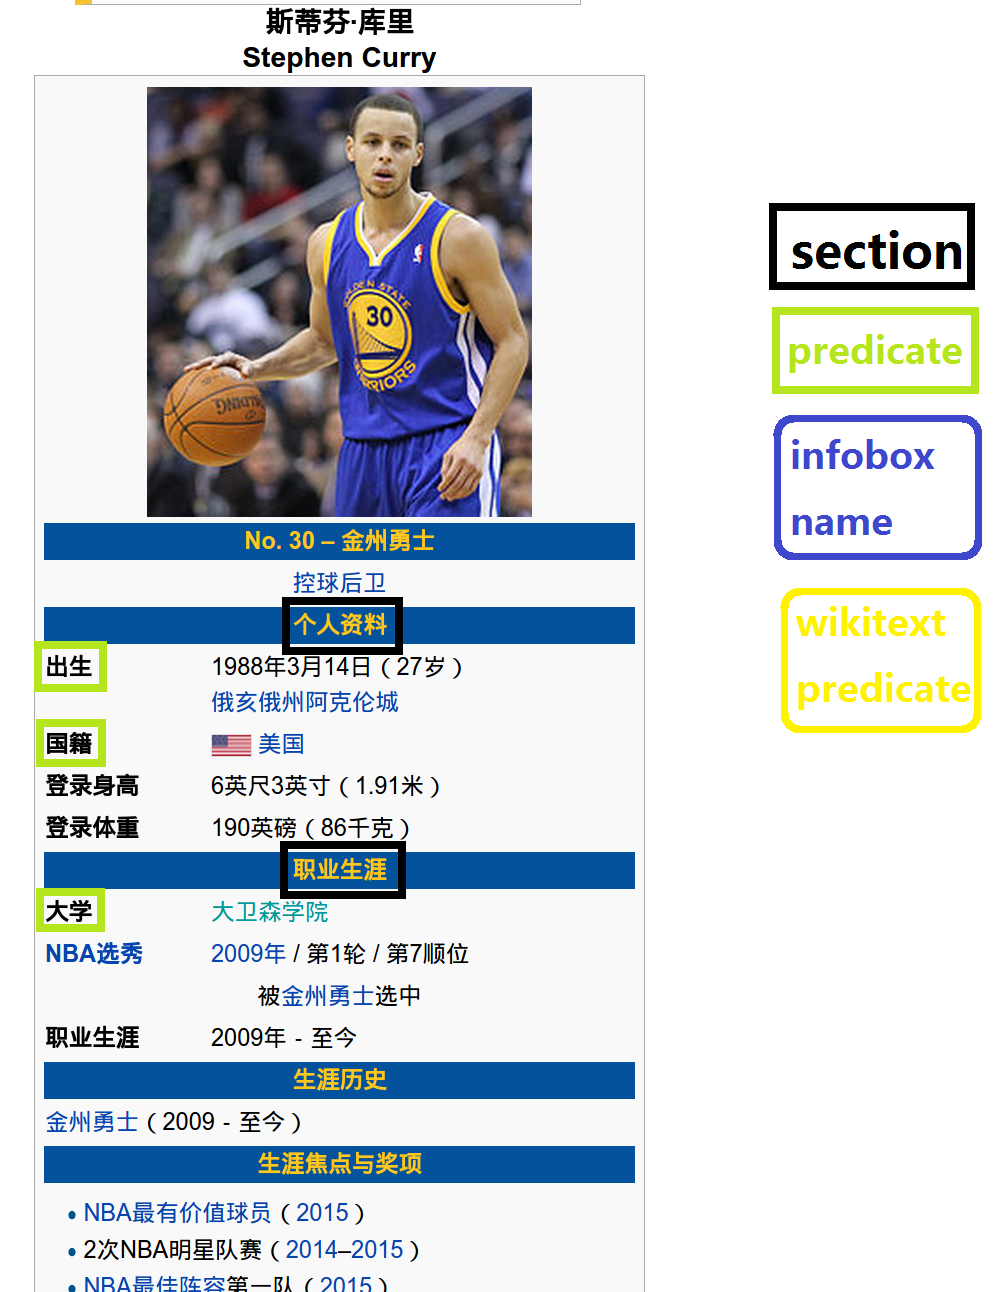 斯蒂芬·库里
Stephen Curry
GOLDEN STATE
30
WARRIORS
SPALDING
No. 30 – 金州勇士
控球后卫
个人资料
出生 1988年3月14日（27岁）
俄亥俄州阿克伦城
国籍 美国
登录身高 6英尺3英寸（1.91米）
登录体重 190英磅（86千克）
职业生涯
大学 大卫森学院
NBA选秀 2009年 / 第1轮 / 第7顺位
被金州勇士选中
职业生涯 2009年 - 至今
生涯历史
金州勇士（2009 - 至今）
生涯焦点与奖项
• NBA最有价值球员（2015）
• 2次NBA明星队赛（2014–2015）
• NBA最佳阵容第一队（2015）
section
predicate
infobox
name
wikitext
predicate